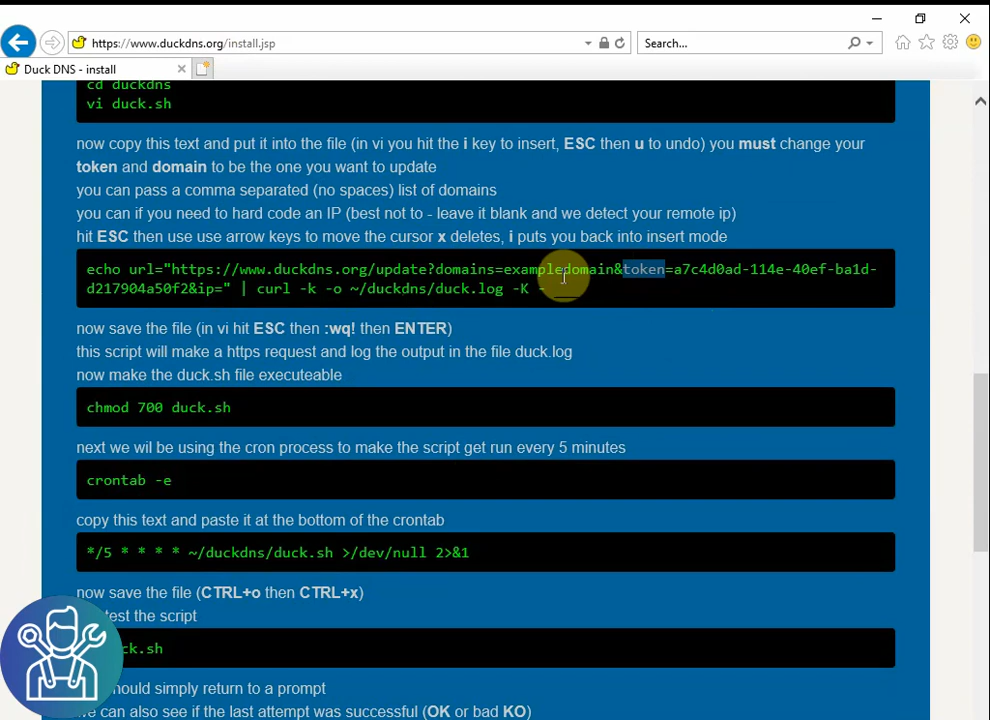 https://www.duckdns.org/install.jsp
Search...
Duck DNS - install
cd duckdns
vi duck.sh
now copy this text and put it into the file (in vi you hit the i key to insert, ESC then u to undo) you must change your
token and domain to be the one you want to update
you can pass a comma separated (no spaces) list of domains
you can if you need to hard code an IP (best not to - leave it blank and we detect your remote ip)
hit ESC then use use arrow keys to move the cursor x deletes, i puts you back into insert mode
echo url="https://www.duckdns.org/update?domains=exampledomain&token=a7c4d0ad-114e-40ef-ba1d-
d217904a50f2&ip=" | curl -k -o ~/duckdns/duck.log -K -
now save the file (in vi hit ESC then :wq! then ENTER)
this script will make a https request and log the output in the file duck.log
now make the duck.sh file executeable
chmod 700 duck.sh
next we wil be using the cron process to make the script get run every 5 minutes
crontab -e
copy this text and paste it at the bottom of the crontab
*/5 * * * * ~/duckdns/duck.sh >/dev/null 2>&1
now save the file (CTRL+o then CTRL+x)
test the script
ck.sh
hould simply return to a prompt
we can also see if the last attempt was successful (OK or bad KO)